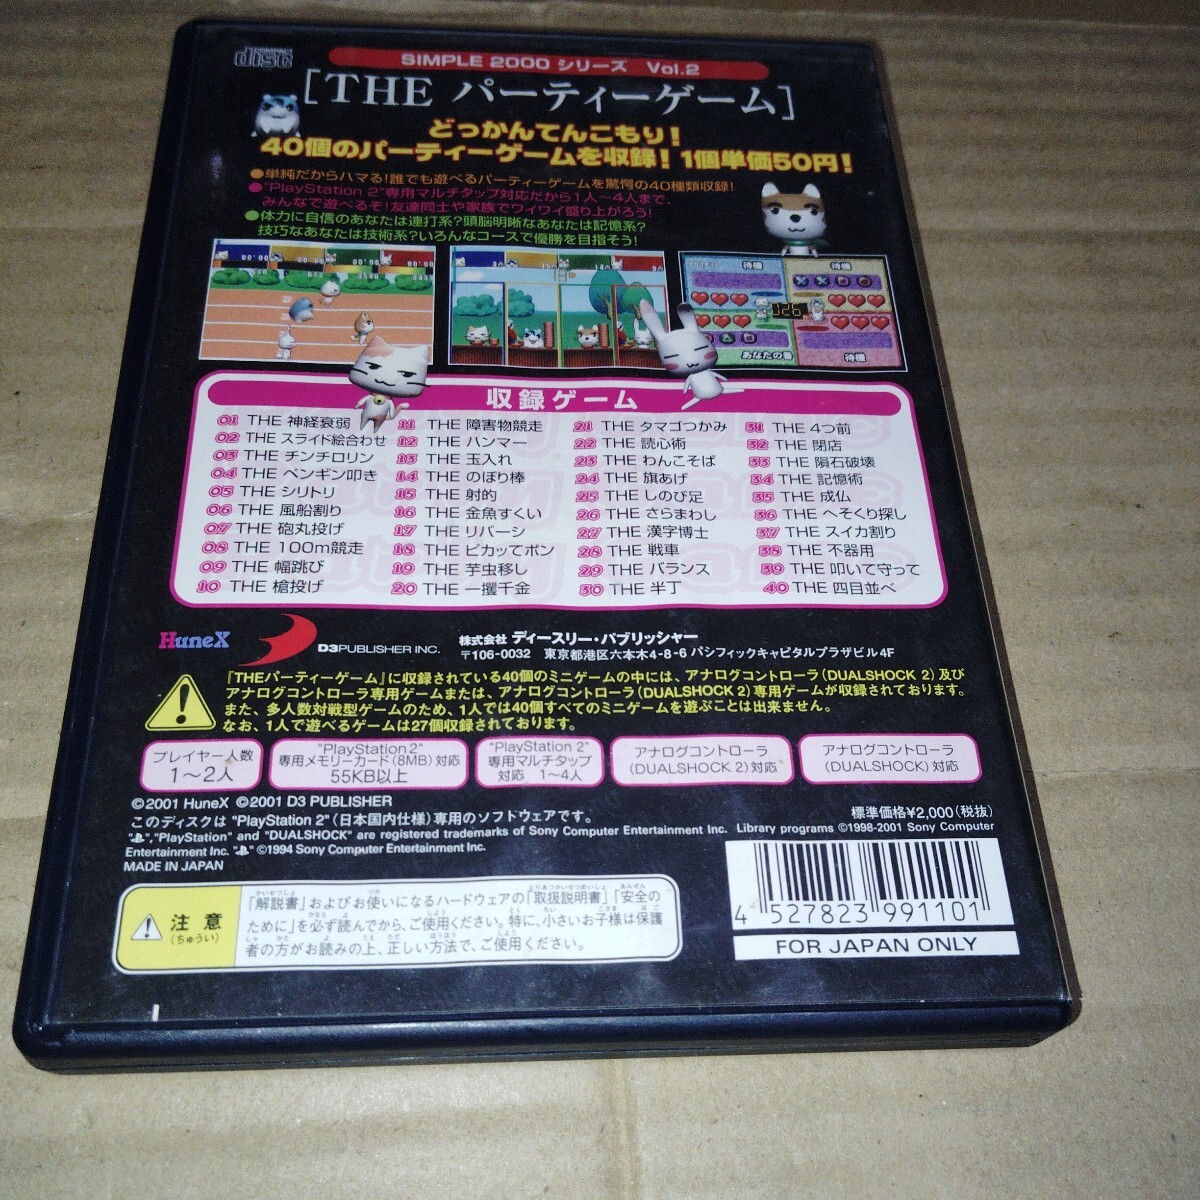 COMPACT
disc
SIMPLE 2000 シリーズ Vol.2
[THE パーティーゲーム]
どっかんてんこもり!
40個のパーティーゲームを収録!1個単価50円!
●単純だからハマる!誰でも遊べるパーティーゲームを驚愕の40種類収録!
●"PlayStation 2"専用マルチタップ対応だから1人〜4人まで、
みんなで遊べるぞ!友達同士や家族でワイワイ盛り上がろう!
●体力に自信のあなたは連打系?頭脳明晰なあなたは記憶系?
技巧なあなたは技術系?いろんなコースで優勝を目指そう!
待機
待機
026
あなたの番
待機
収録ゲーム
01 THE 神経衰弱
02 THE スライド絵合わせ
03 THE チンチロリン
04 THE ペンギン叩き
05 THE シリトリ
06 THE 風船割り
07 THE 砲丸投げ
08 THE 100m競走
09 THE 幅跳び
10 THE 槍投げ
11 THE 障害物競走
12 THE ハンマー
13 THE 玉入れ
14 THE のぼり棒
15 THE 射的
16 THE 金魚すくい
17 THE リバーシ
18 THE ピカッてポン
19 THE 芋虫移し
20 THE 一攫千金
21 THE タマゴつかみ
22 THE 読心術
23 THE わんこそば
24 THE 旗あげ
25 THE しのび足
26 THE さらまわし
27 THE 漢字博士
28 THE 戦車
29 THE バランス
30 THE 半丁
31 THE 4つ前
32 THE 閉店
33 THE 隕石破壊
34 THE 記憶術
35 THE 成仏
36 THE へそくり探し
37 THE スイカ割り
38 THE 不器用
39 THE 叩いて守って
40 THE 四目並べ
HuneX
D3PUBLISHER INC.
株式会社 ディースリー・パブリッシャー
〒106-0032 東京都港区六本木4-8-6 パシフィックキャピタルプラザビル4F
『THEパーティーゲーム』に収録されている40個のミニゲームの中には、アナログコントローラ(DUALSHOCK 2)及び
アナログコントローラ専用ゲームまたは、アナログコントローラ(DUALSHOCK 2)専用ゲームが収録されております。
また、多人数対戦型ゲームのため、1人では40個すべてのミニゲームを遊ぶことは出来ません。
なお、1人で遊べるゲームは27個収録されております。
プレイヤー人数
1〜2人
"PlayStation 2"
専用メモリーカード(8MB)対応
55KB以上
"PlayStation 2"
専用マルチタップ
対応 1〜4人
アナログコントローラ
(DUALSHOCK 2)対応
アナログコントローラ
(DUALSHOCK)対応
©2001 HuneX ©2001 D3 PUBLISHER
このディスクは "PlayStation 2"(日本国内仕様)専用のソフトウェアです。
標準価格¥2,000(税抜)
" ","PlayStation" and "DUALSHOCK" are registered trademarks of Sony Computer Entertainment Inc. Library programs ©1998-2001 Sony Computer
Entertainment Inc. " " ©1994 Sony Computer Entertainment Inc.
MADE IN JAPAN
注意
(ちゅうい)
「解説書」およびお使いになるハードウェアの「取扱説明書」「安全の
ために」を必ず読んでから、ご使用ください。特に、小さいお子様は保護
者の方がお読みの上、正しい方法で、ご使用ください。
4 527823 991101
FOR JAPAN ONLY